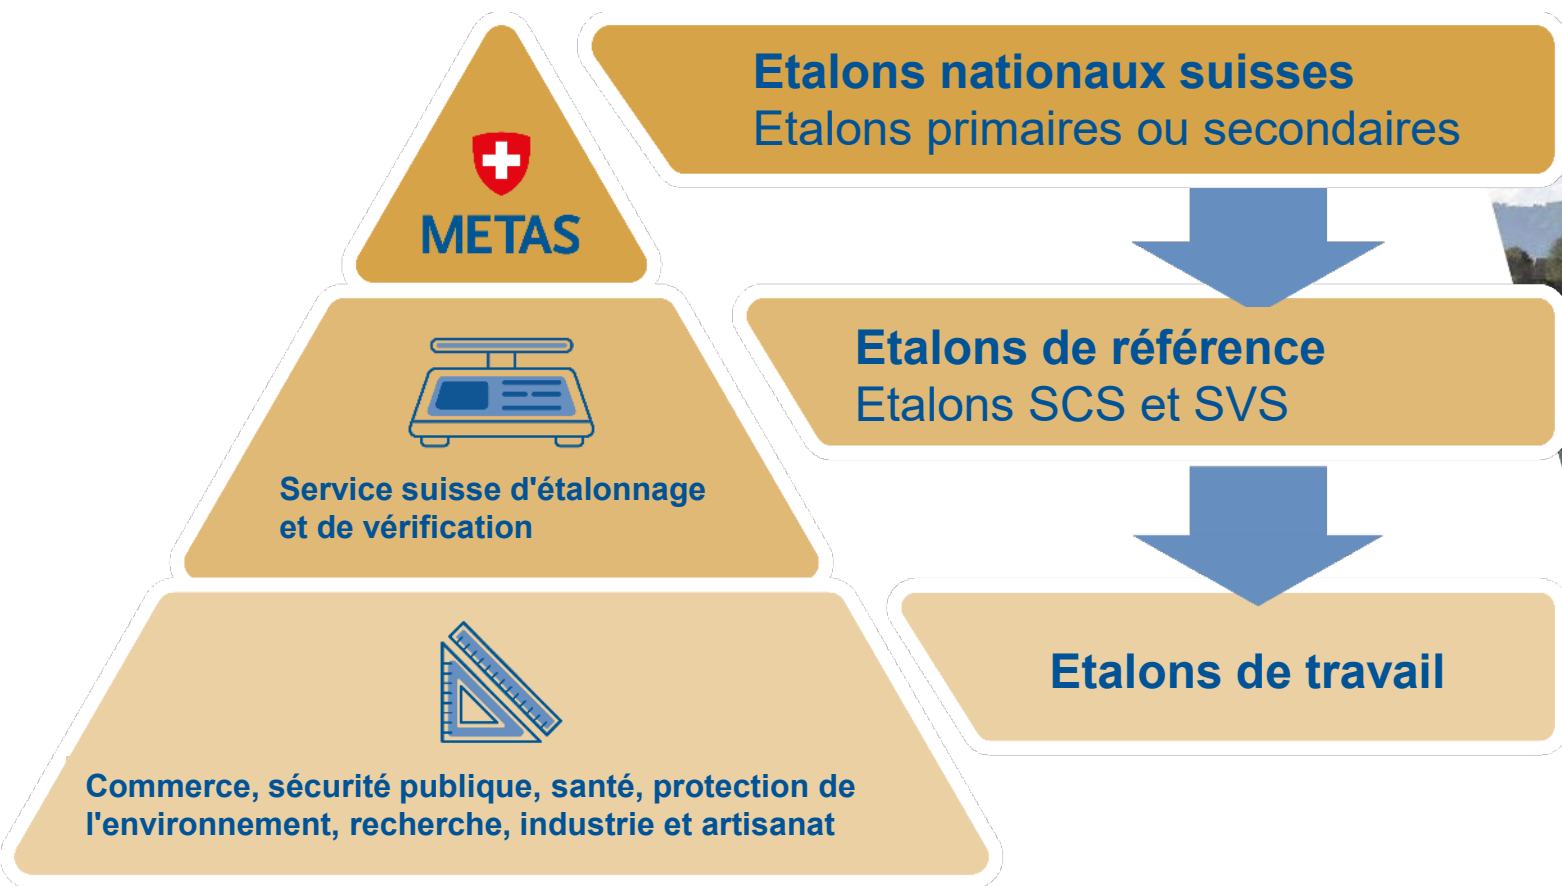 Etalons nationaux suisses
Etalons primaires ou secondaires
METAS
Etalons de référence
Etalons SCS et SVS
Service suisse d'étalonnage
et de vérification
Etalons de travail
Commerce, sécurité publique, santé, protection de
l'environnement, recherche, industrie et artisanat